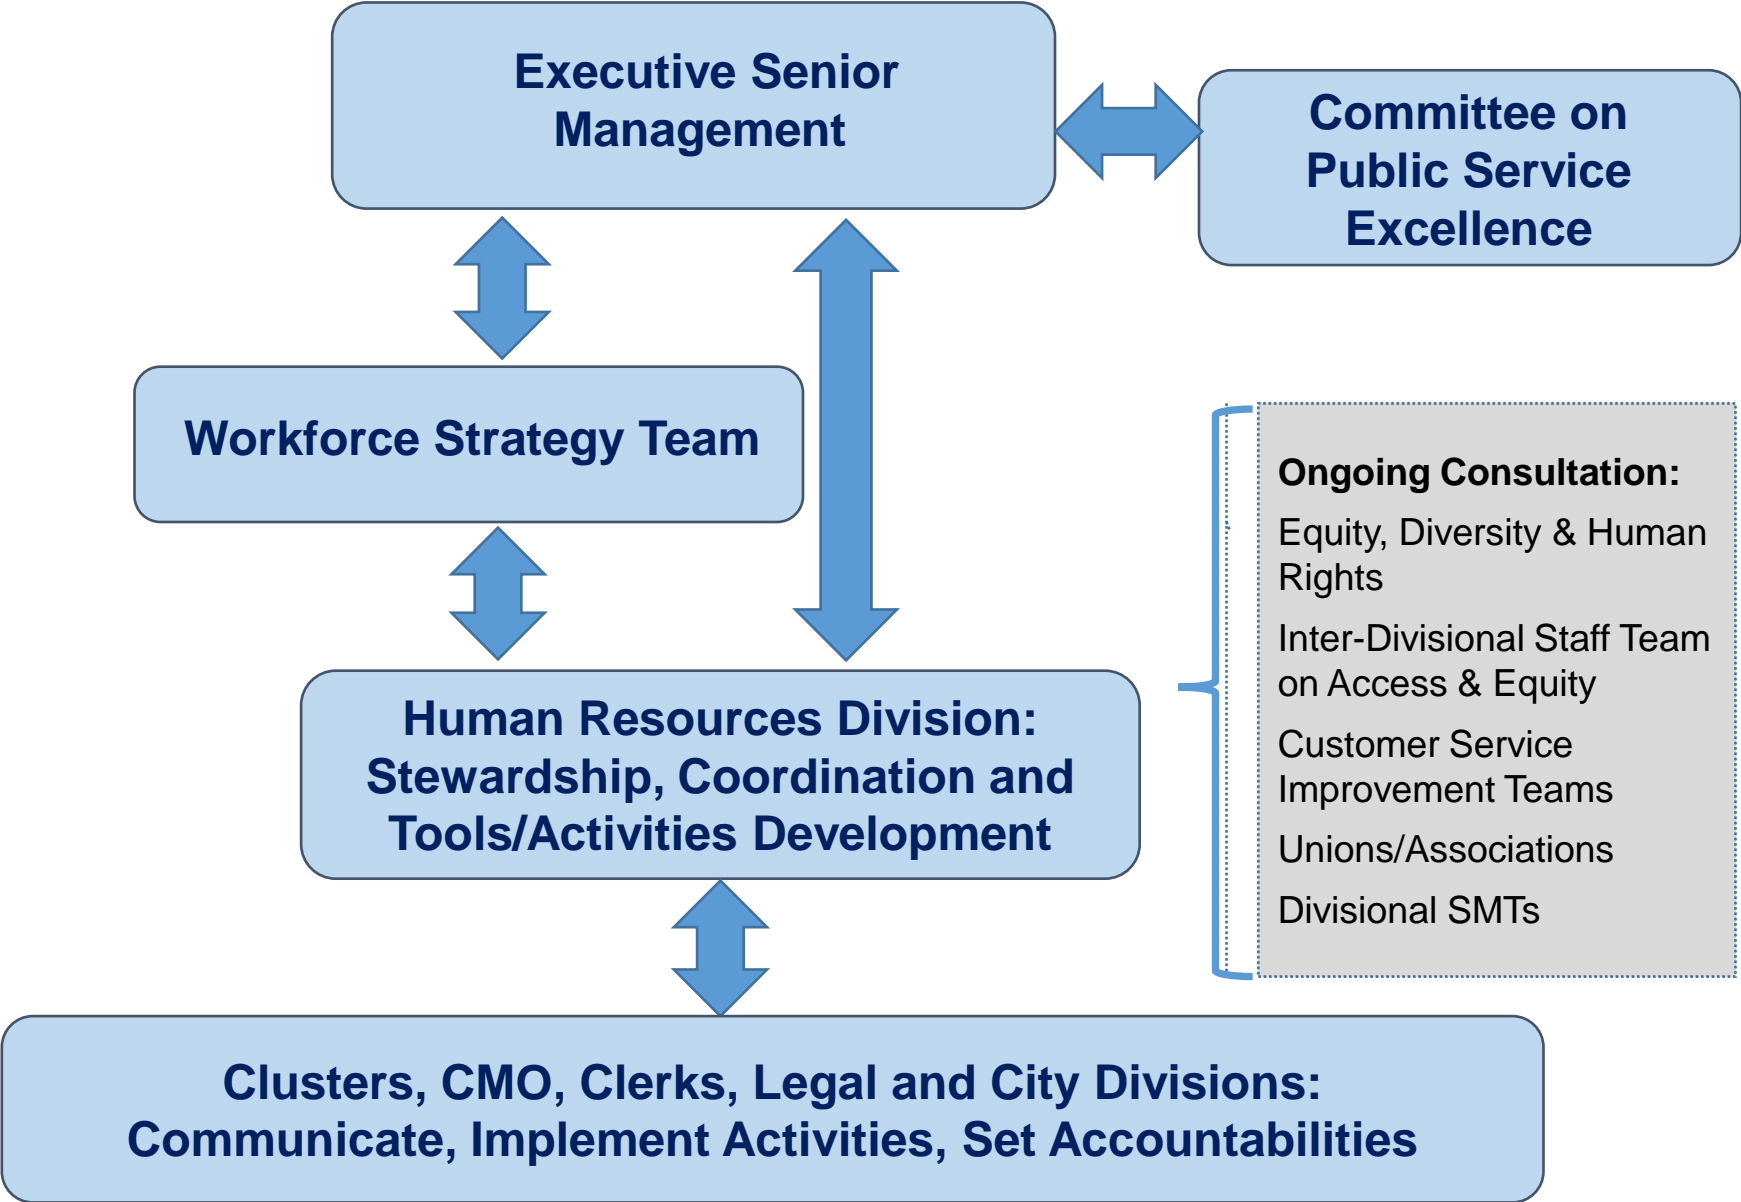 Executive Senior
Management
Committee on
Public Service
Excellence
Workforce Strategy Team
Ongoing Consultation:
Equity, Diversity & Human
Rights
Inter-Divisional Staff Team
on Access & Equity
Customer Service
Improvement Teams
Unions/Associations
Divisional SMTs
Human Resources Division:
Stewardship, Coordination and
Tools/Activities Development
Clusters, CMO, Clerks, Legal and City Divisions:
Communicate, Implement Activities, Set Accountabilities